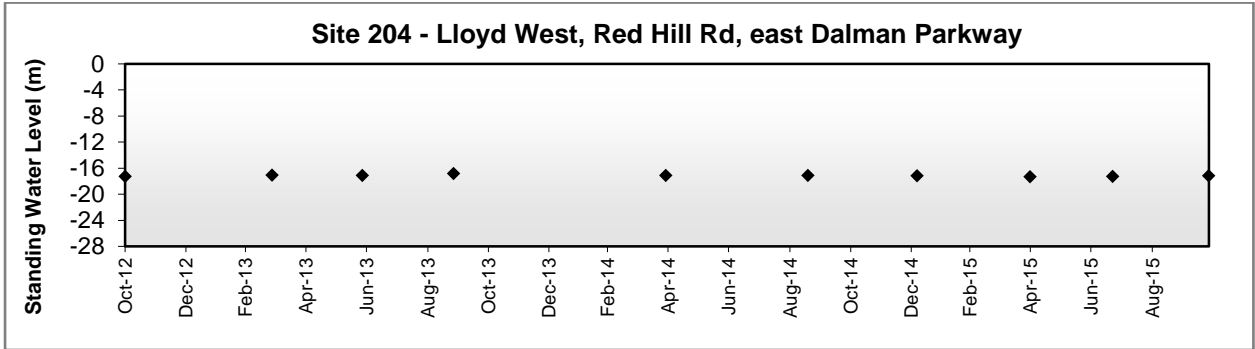 Site 204 - Lloyd West, Red Hill Rd, east Dalman Parkway
Standing Water Level (m)
0
-4
-8
-12
-16
-20
-24
-28
Oct-12
Dec-12
Feb-13
Apr-13
Jun-13
Aug-13
Oct-13
Dec-13
Feb-14
Apr-14
Jun-14
Aug-14
Oct-14
Dec-14
Feb-15
Apr-15
Jun-15
Aug-15